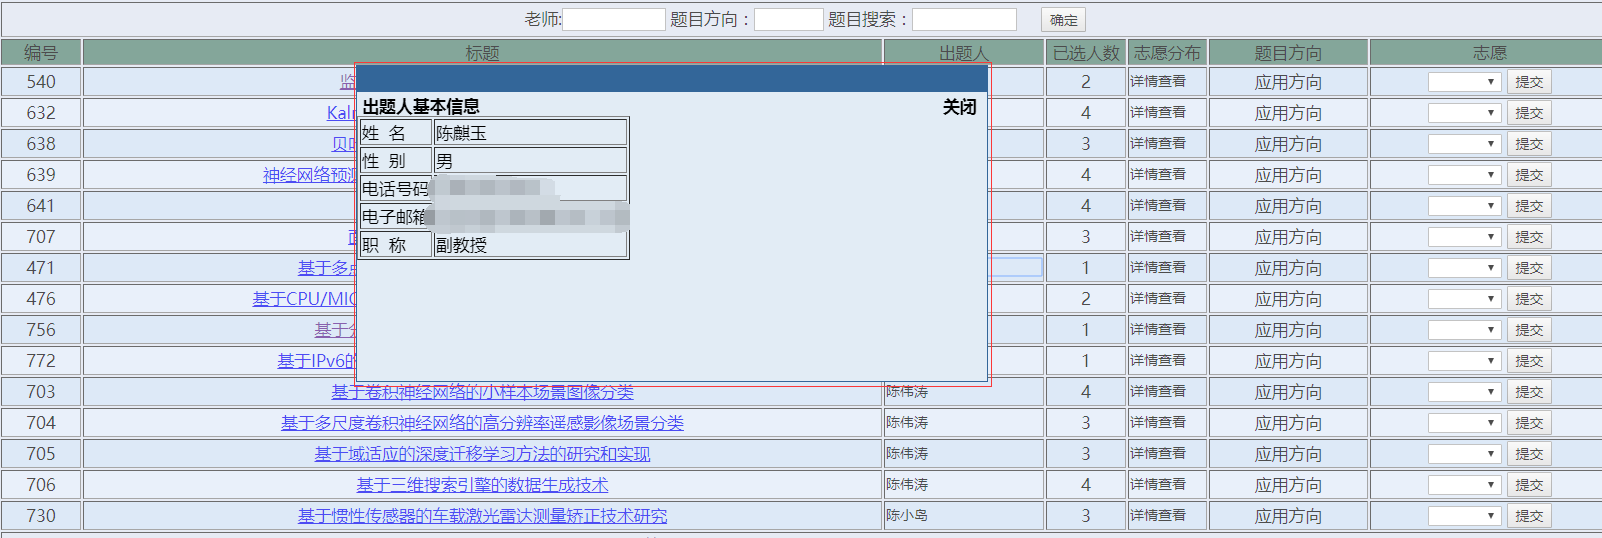 老师: 题目方向： 题目搜索： 确定
编号 标题 出题人 已选人数 志愿分布 题目方向 志愿
540 监 2 详情查看 应用方向 提交
632 Kal 4 详情查看 应用方向 提交
638 贝 3 详情查看 应用方向 提交
639 神经网络预测 4 详情查看 应用方向 提交
641 4 详情查看 应用方向 提交
707 3 详情查看 应用方向 提交
471 基于多 1 详情查看 应用方向 提交
476 基于CPU/MIC 2 详情查看 应用方向 提交
756 基于分 1 详情查看 应用方向 提交
772 基于IPv6的 1 详情查看 应用方向 提交
703 基于卷积神经网络的小样本场景图像分类 陈伟涛 4 详情查看 应用方向 提交
704 基于多尺度卷积神经网络的高分辨率遥感影像场景分类 陈伟涛 3 详情查看 应用方向 提交
705 基于域适应的深度迁移学习方法的研究和实现 陈伟涛 3 详情查看 应用方向 提交
706 基于三维搜索引擎的数据生成技术 陈伟涛 4 详情查看 应用方向 提交
730 基于惯性传感器的车载激光雷达测量矫正技术研究 陈小岛 3 详情查看 应用方向 提交
出题人基本信息 关闭
姓 名 陈麒玉
性 别 男
电话号码
电子邮箱
职 称 副教授